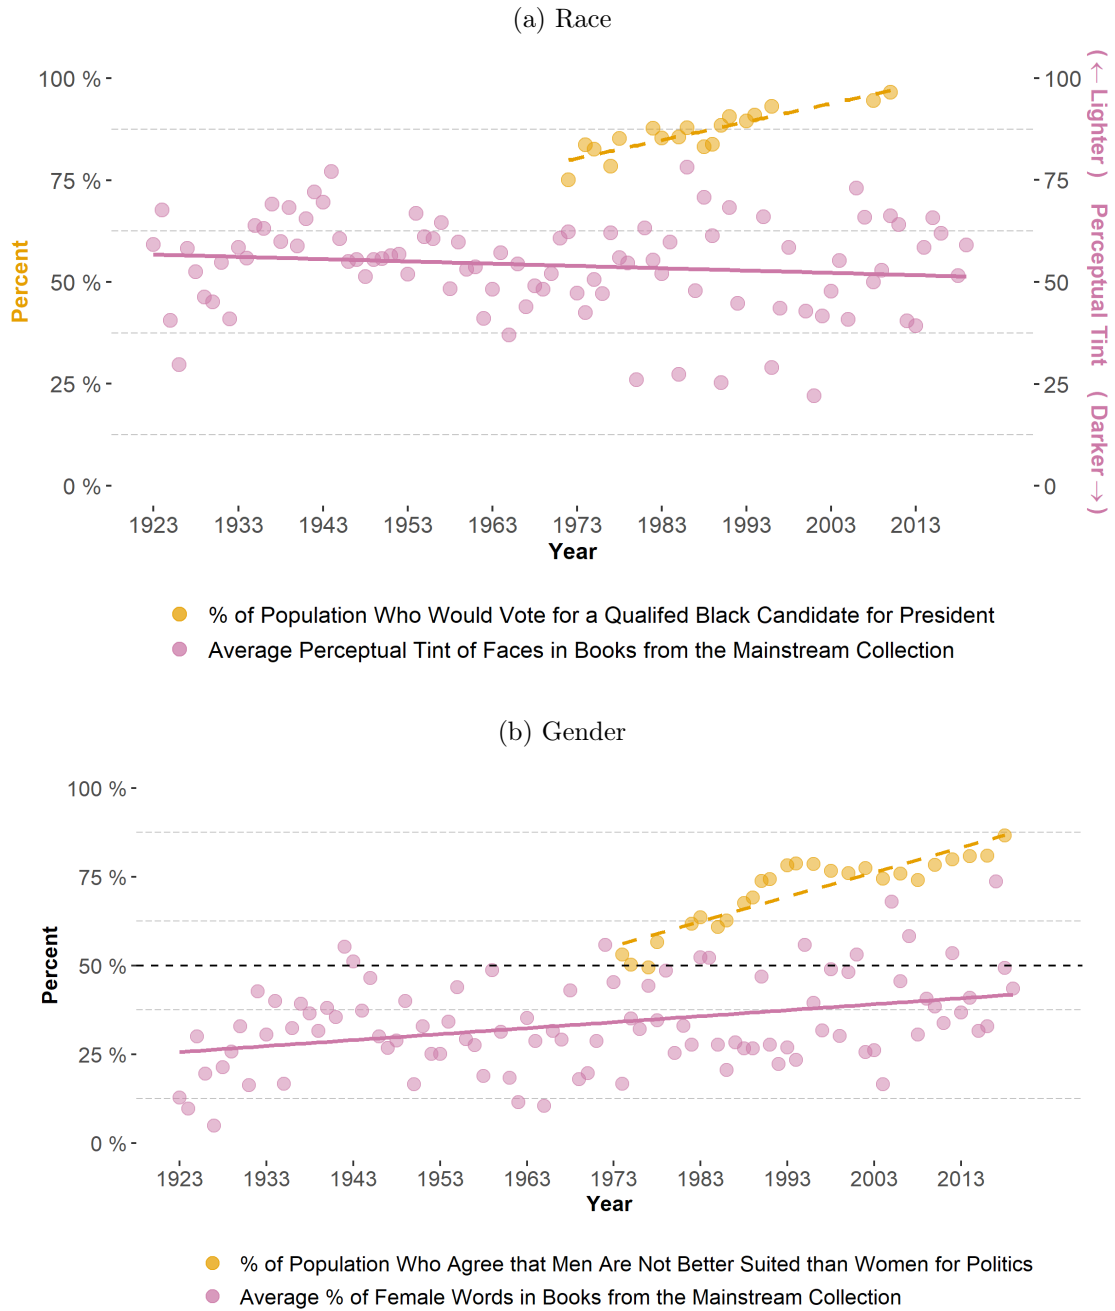 (a) Race
100 %
75 %
50 %
25 %
0 %
Percent
100
75
50
25
0
(← Lighter ) Perceptual Tint ( Darker →)
1923 1933 1943 1953 1963 1973 1983 1993 2003 2013
Year
% of Population Who Would Vote for a Qualifed Black Candidate for President
Average Perceptual Tint of Faces in Books from the Mainstream Collection
(b) Gender
100 %
75 %
50 %
25 %
0 %
Percent
1923 1933 1943 1953 1963 1973 1983 1993 2003 2013
Year
% of Population Who Agree that Men Are Not Better Suited than Women for Politics
Average % of Female Words in Books from the Mainstream Collection